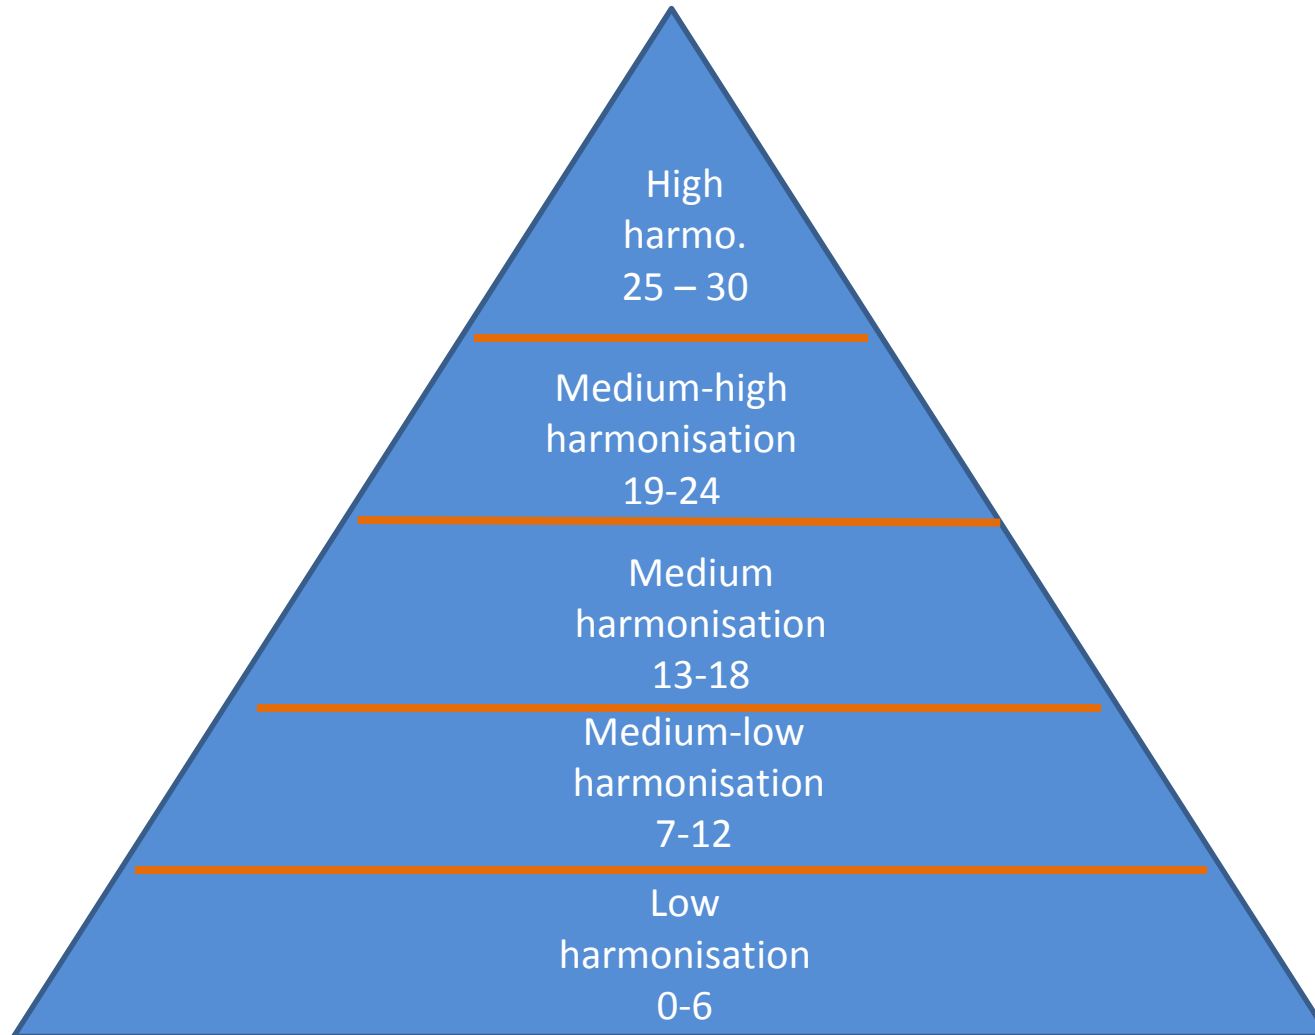 High
harmo.
25 – 30
Medium-high
harmonisation
19-24
Medium
harmonisation
13-18
Medium-low
harmonisation
7-12
Low
harmonisation
0-6